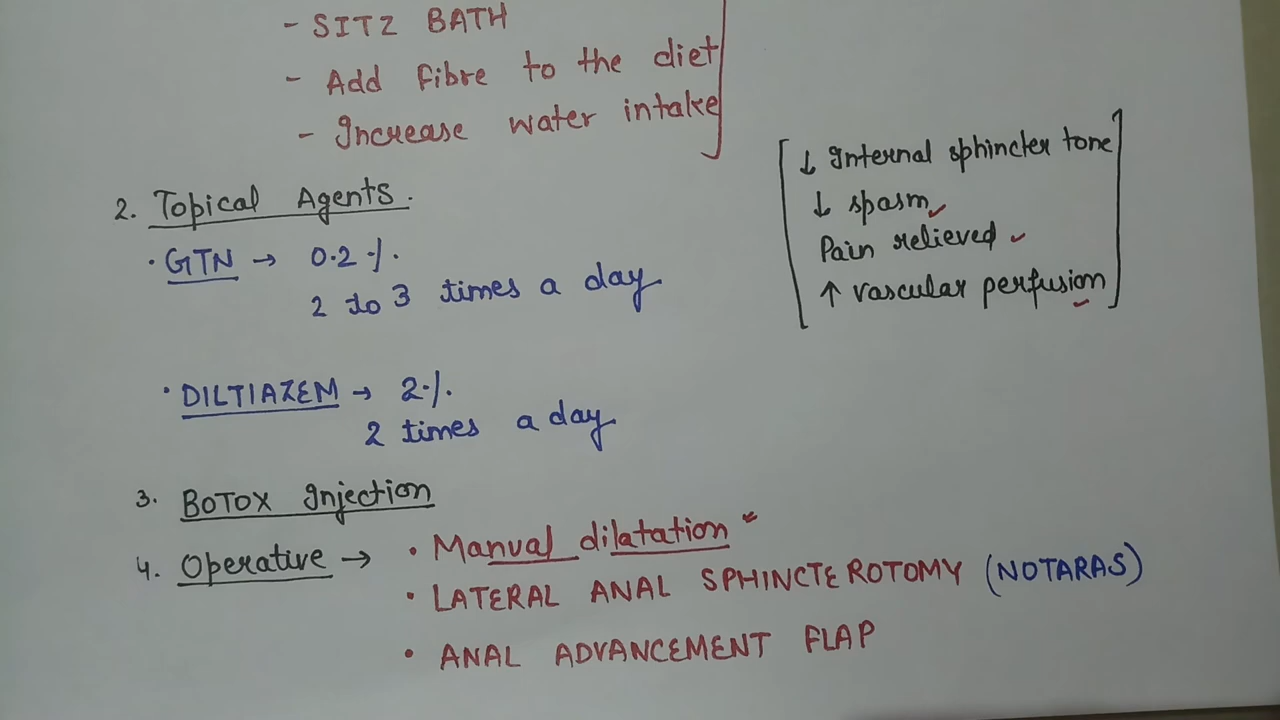 - SITZ BATH
- Add fibre to the diet
- Increase water intake
↓ Internal sphincter tone
↓ spasm
Pain relieved
↑ vascular perfusion
2. Topical Agents.
· GTN → 0.2 %.
2 to 3 times a day
· DILTIAZEM → 2%.
2 times a day
3. BOTOX Injection
4. Operative → · Manual dilatation
· LATERAL ANAL SPHINCTEROTOMY (NOTARAS)
· ANAL ADVANCEMENT FLAP